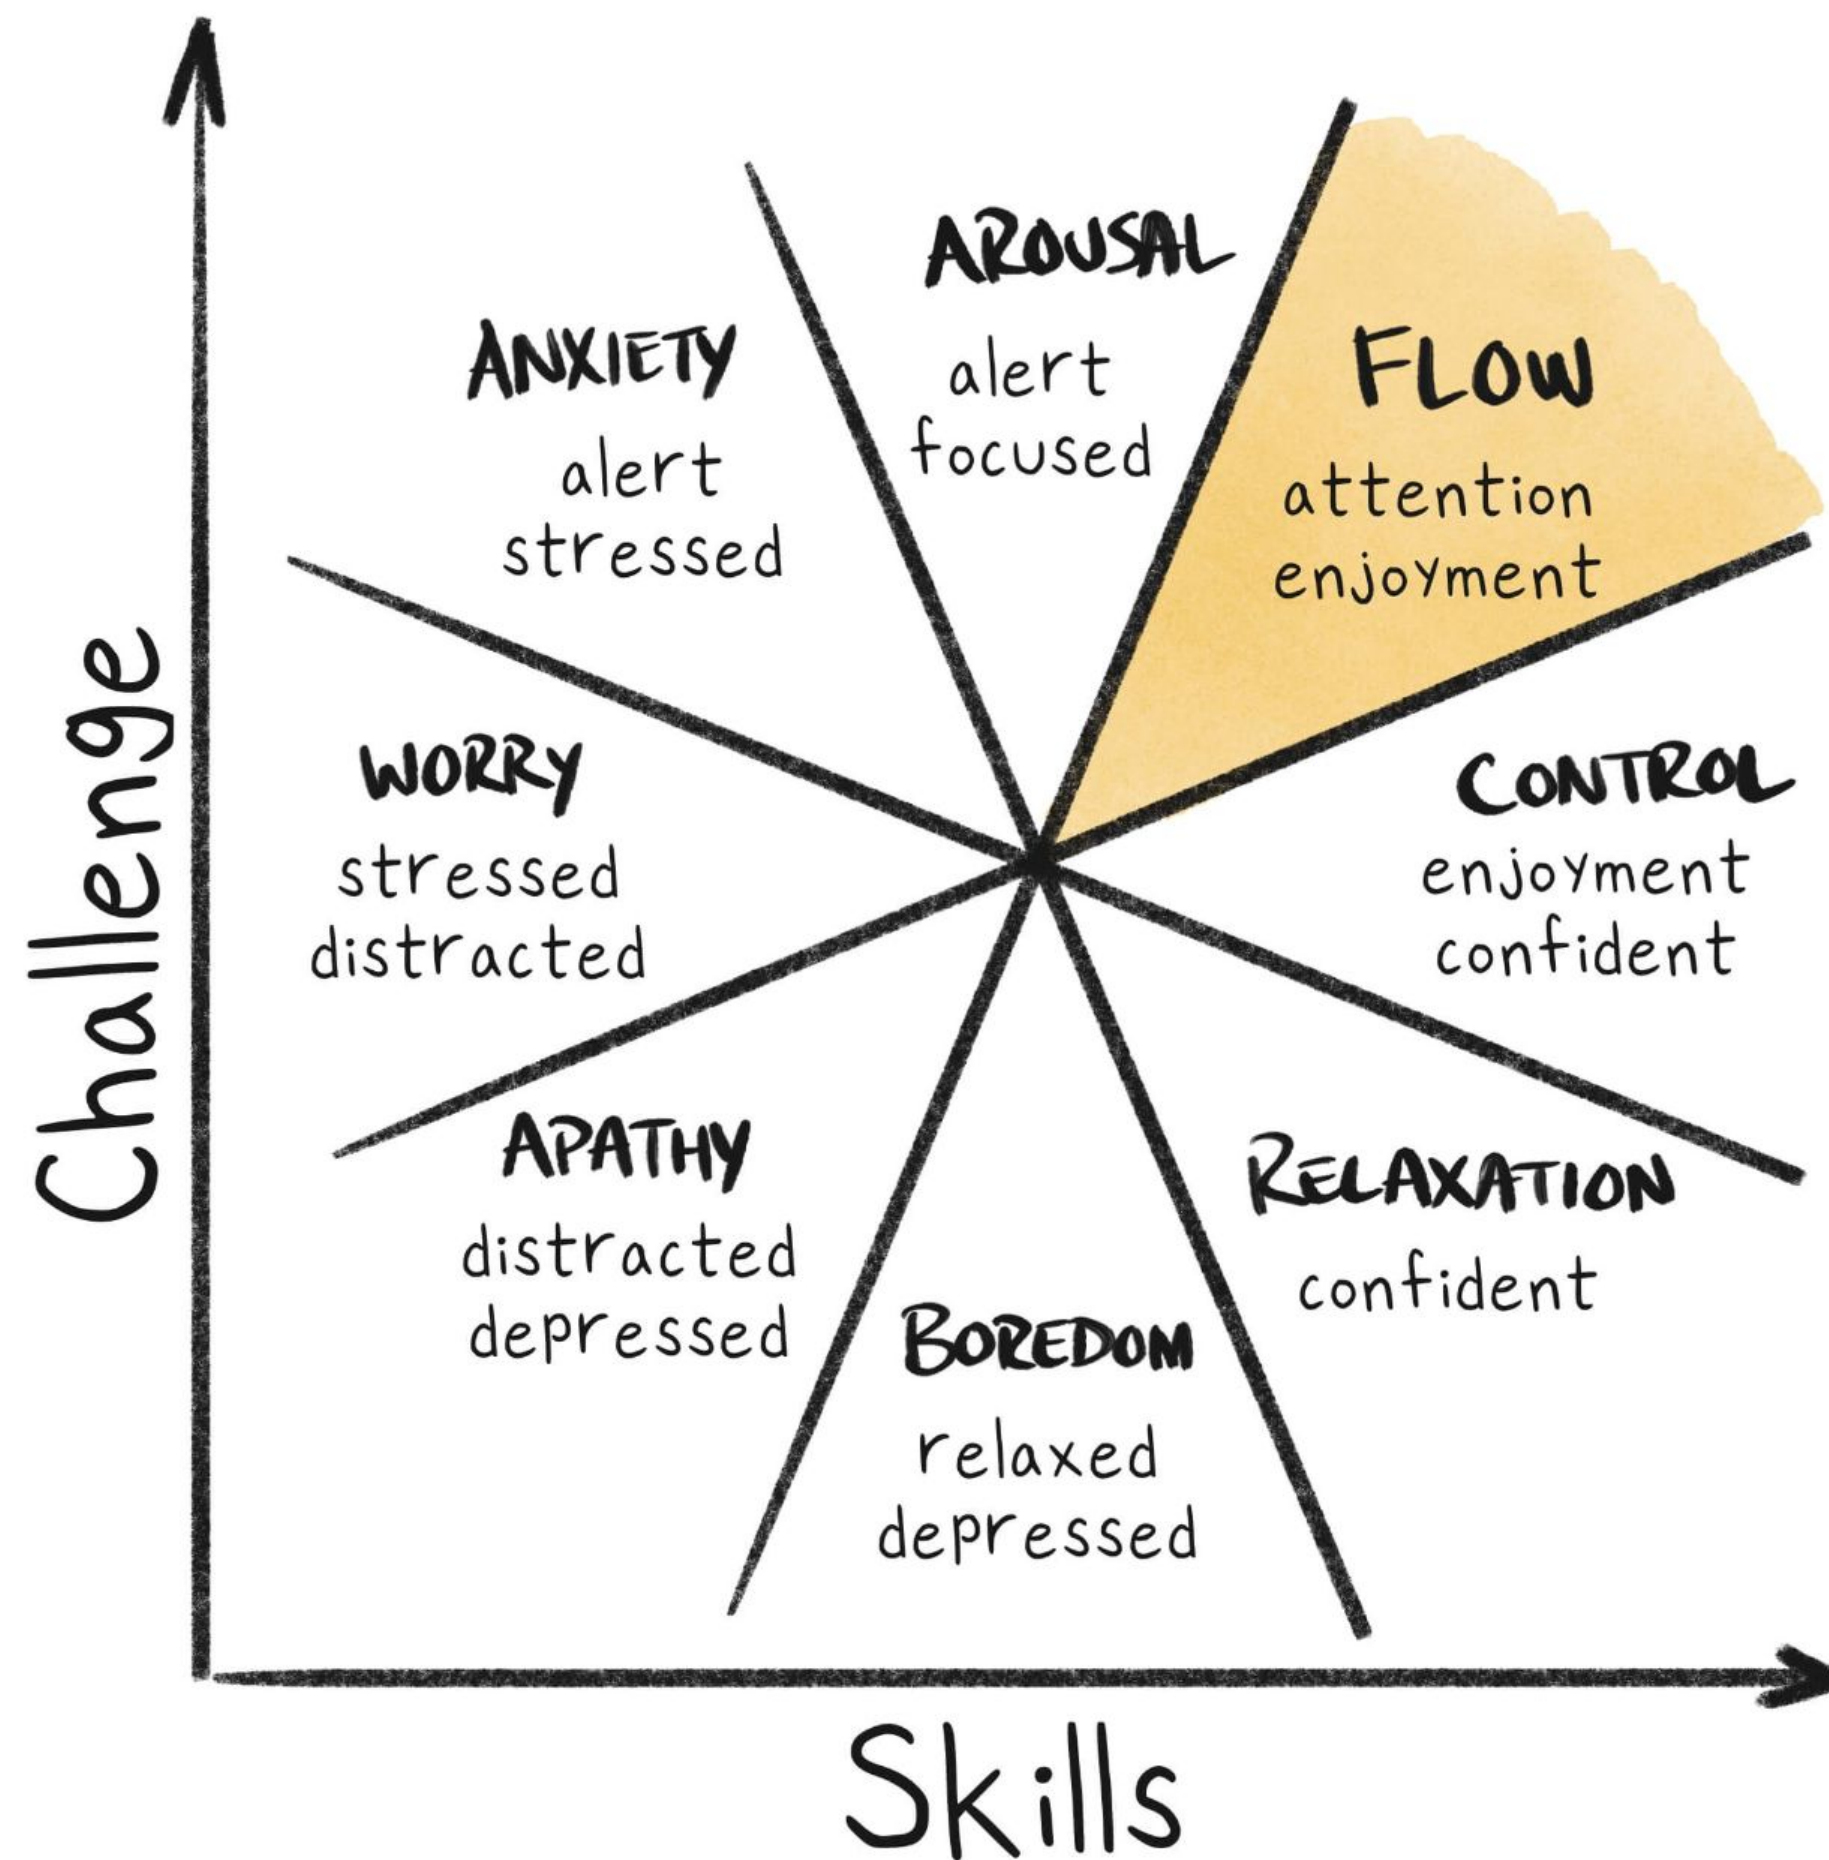 AROUSAL
alert
focused
ANXIETY
alert
stressed
FLOW
attention
enjoyment
WORRY
stressed
distracted
CONTROL
enjoyment
confident
APATHY
distracted
depressed
RELAXATION
confident
BOREDOM
relaxed
depressed
Challenge
Skills